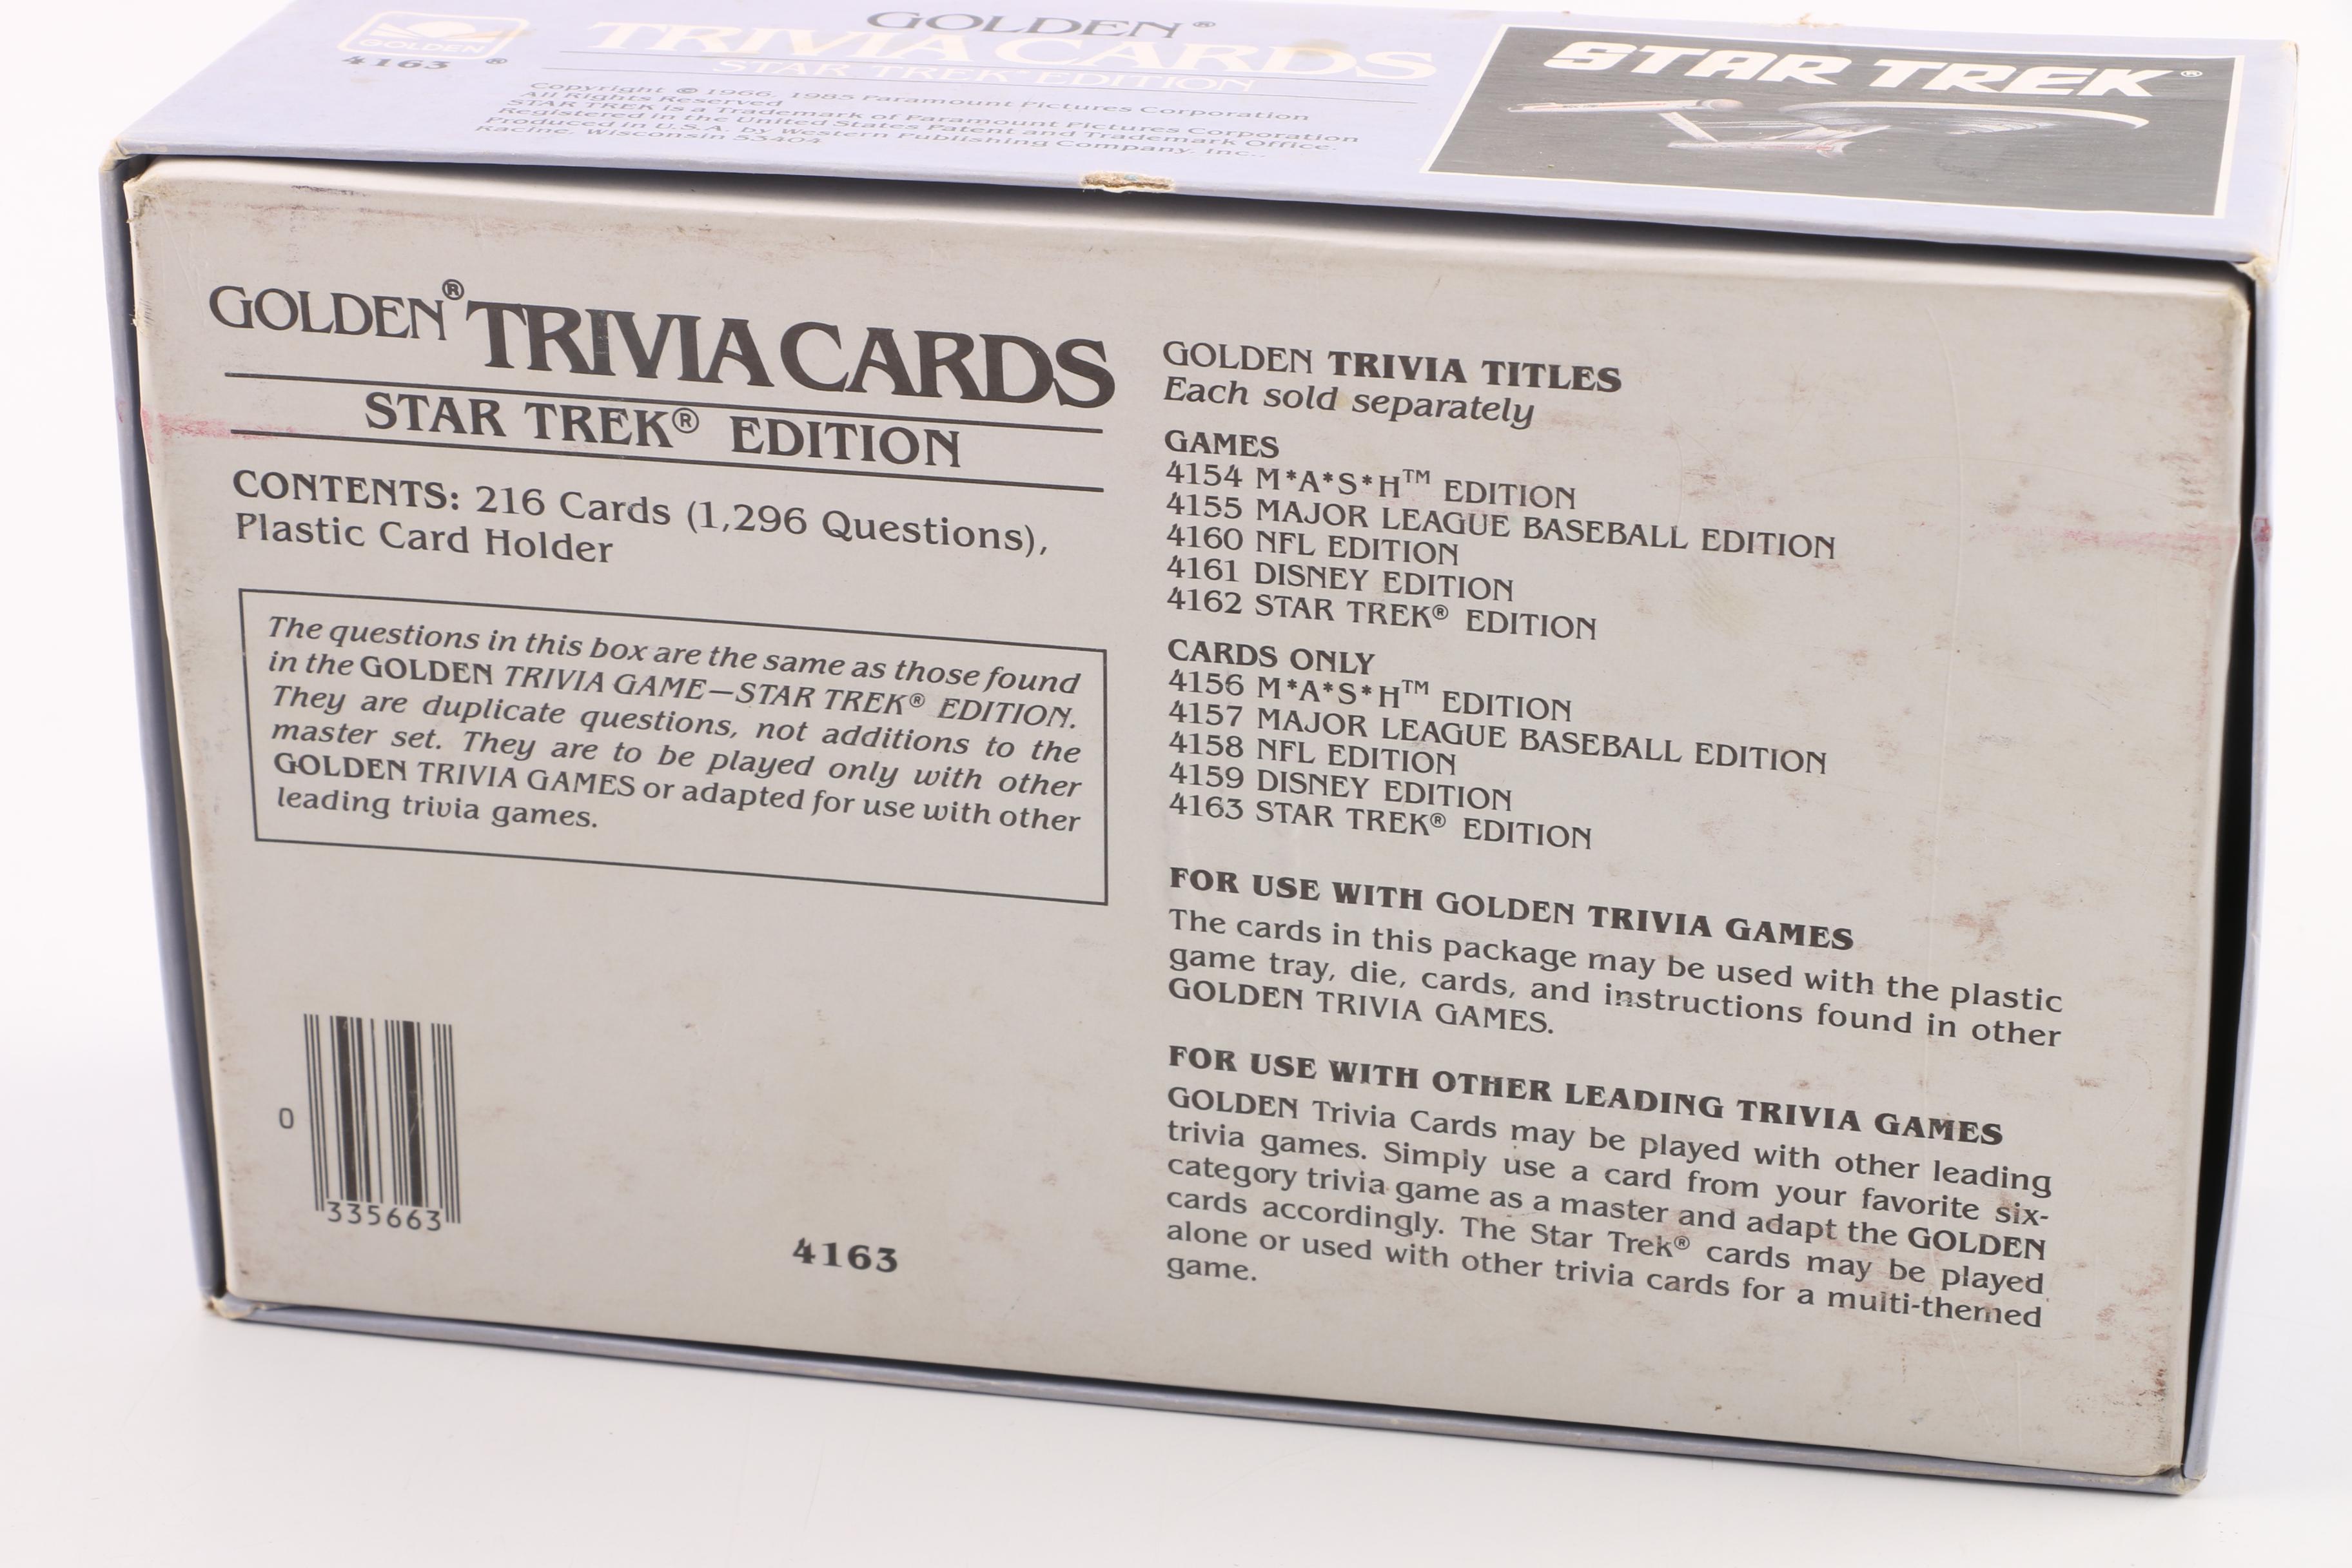 GOLDEN
4163 ®
GOLDEN®
TRIVIA CARDS
STAR TREK® EDITION
Copyright © 1966, 1985 Paramount Pictures Corporation
All Rights Reserved
STAR TREK is a Trademark of Paramount Pictures Corporation
Registered in the United States Patent and Trademark Office.
Produced in U.S.A. by Western Publishing Company, Inc.,
Racine, Wisconsin 53404
STAR TREK®
GOLDEN® TRIVIA CARDS
STAR TREK® EDITION
CONTENTS: 216 Cards (1,296 Questions),
Plastic Card Holder
The questions in this box are the same as those found
in the GOLDEN TRIVIA GAME—STAR TREK® EDITION.
They are duplicate questions, not additions to the
master set. They are to be played only with other
GOLDEN TRIVIA GAMES or adapted for use with other
leading trivia games.
0
335663
4163
GOLDEN TRIVIA TITLES
Each sold separately
GAMES
4154 M*A*S*H™ EDITION
4155 MAJOR LEAGUE BASEBALL EDITION
4160 NFL EDITION
4161 DISNEY EDITION
4162 STAR TREK® EDITION
CARDS ONLY
4156 M*A*S*H™ EDITION
4157 MAJOR LEAGUE BASEBALL EDITION
4158 NFL EDITION
4159 DISNEY EDITION
4163 STAR TREK® EDITION
FOR USE WITH GOLDEN TRIVIA GAMES
The cards in this package may be used with the plastic
game tray, die, cards, and instructions found in other
GOLDEN TRIVIA GAMES.
FOR USE WITH OTHER LEADING TRIVIA GAMES
GOLDEN Trivia Cards may be played with other leading
trivia games. Simply use a card from your favorite six-
category trivia game as a master and adapt the GOLDEN
cards accordingly. The Star Trek® cards may be played
alone or used with other trivia cards for a multi-themed
game.